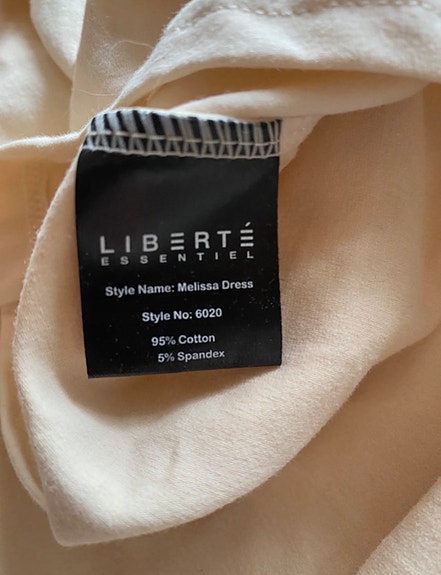 LIBERTÉ
ESSENTIEL
Style Name: Melissa Dress
Style No: 6020
95% Cotton
5% Spandex